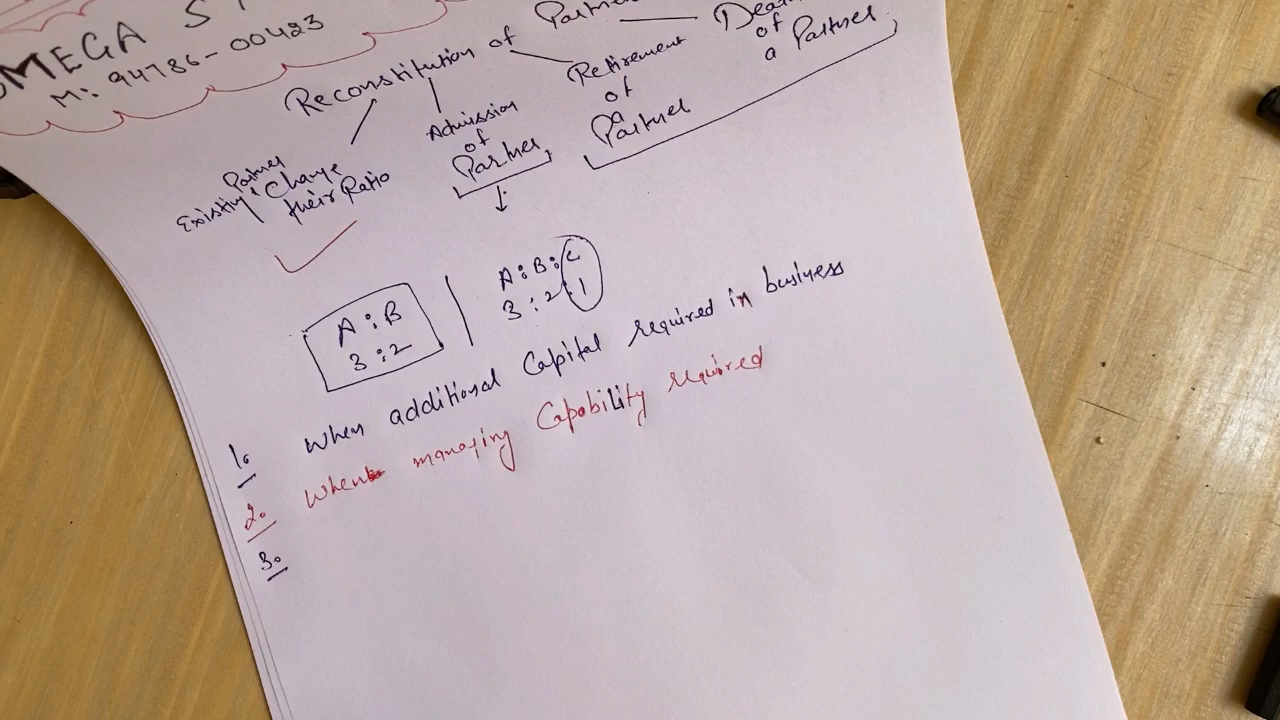 OMEGA
M: 94786-00423
Reconstitution of Partne
Existing Partner Change their Ratio
Admission
of
Partner
Retirement
of
a
Partner
Death
of
a Partner
A : B
3 : 2
A : B : C
3 : 2 : 1
1. When additional Capital required in business
2. When managing Capability required
3.